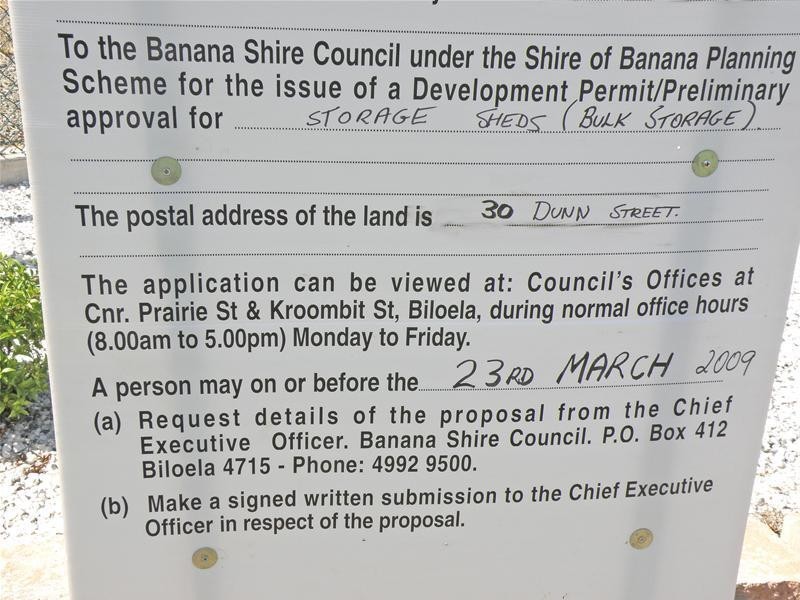 To the Banana Shire Council under the Shire of Banana Planning
Scheme for the issue of a Development Permit/Preliminary
approval for STORAGE SHEDS (BULK STORAGE).
The postal address of the land is 30 DUNN STREET.
The application can be viewed at: Council's Offices at
Cnr. Prairie St & Kroombit St, Biloela, during normal office hours
(8.00am to 5.00pm) Monday to Friday.
A person may on or before the 23RD MARCH 2009
(a) Request details of the proposal from the Chief
Executive Officer. Banana Shire Council. P.O. Box 412
Biloela 4715 - Phone: 4992 9500.
(b) Make a signed written submission to the Chief Executive
Officer in respect of the proposal.